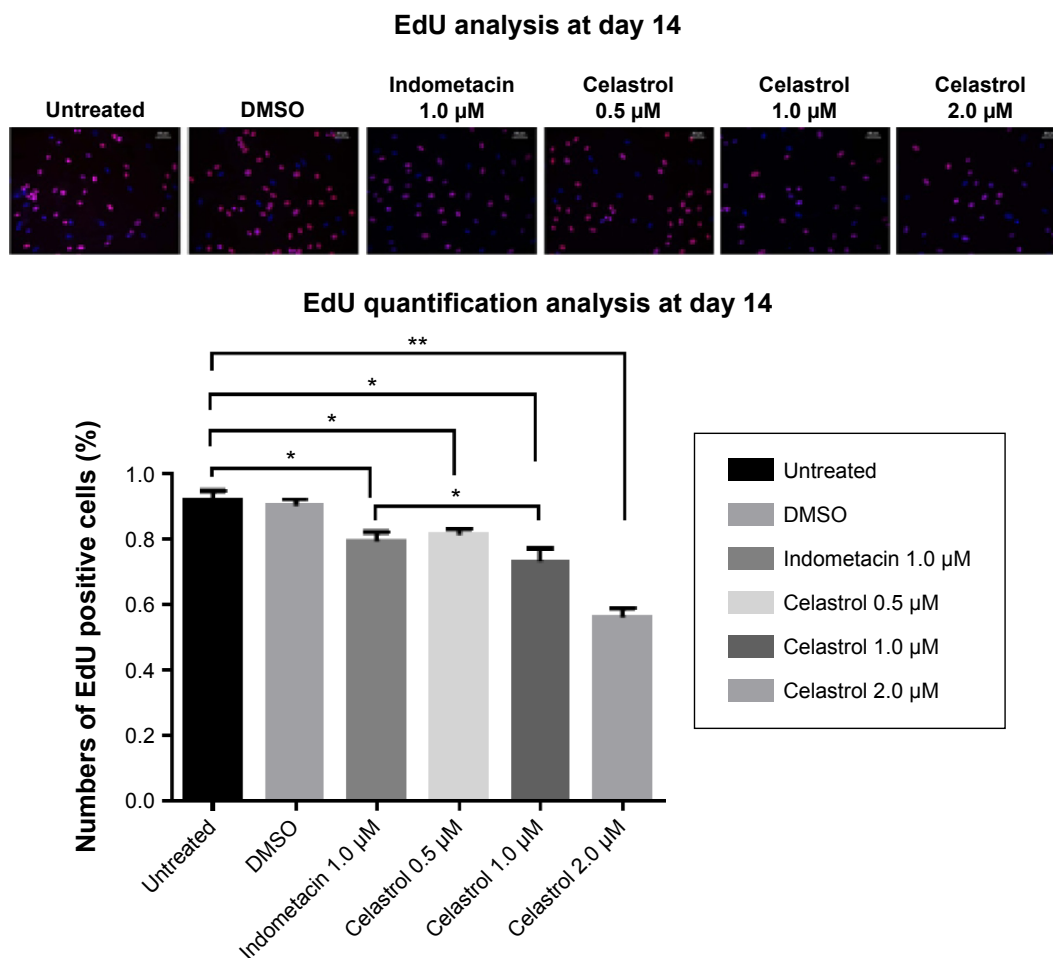 EdU analysis at day 14
Untreated
DMSO
Indometacin
1.0 µM
Celastrol
0.5 µM
Celastrol
1.0 µM
Celastrol
2.0 µM
EdU quantification analysis at day 14
**
*
*
*
*
Numbers of EdU positive cells (%)
1.0
0.8
0.6
0.4
0.2
0.0
Untreated
DMSO
Indometacin 1.0 µM
Celastrol 0.5 µM
Celastrol 1.0 µM
Celastrol 2.0 µM
Untreated
DMSO
Indometacin 1.0 µM
Celastrol 0.5 µM
Celastrol 1.0 µM
Celastrol 2.0 µM